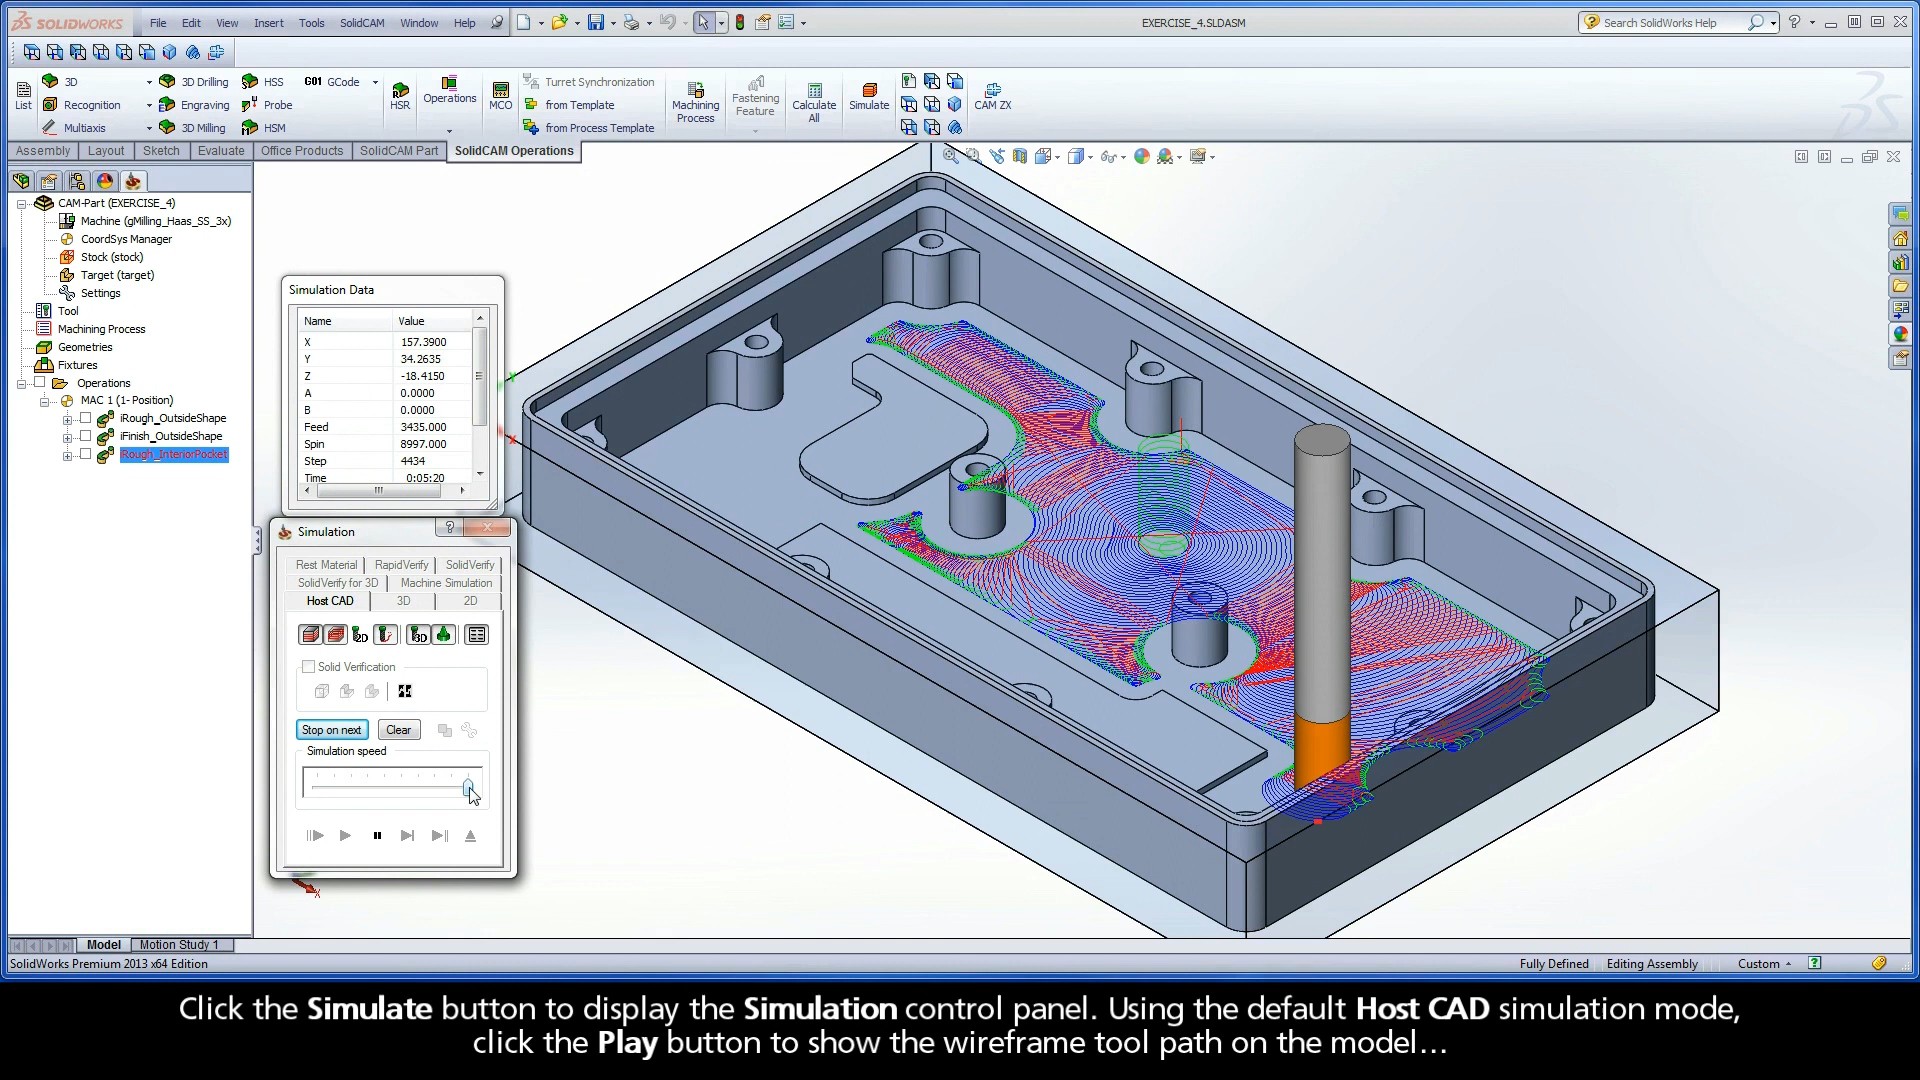 SOLIDWORKS File Edit View Insert Tools SolidCAM Window Help EXERCISE_4.SLDASM Search SolidWorks Help
3D 3D Drilling HSS G01 GCode Turret Synchronization
List Recognition Engraving Probe HSR Operations MCO from Template Machining Process Fastening Feature Calculate All Simulate CAM ZX
Multiaxis 3D Milling HSM from Process Template
Assembly Layout Sketch Evaluate Office Products SolidCAM Part SolidCAM Operations
CAM-Part (EXERCISE_4)
Machine (gMilling_Haas_SS_3x)
CoordSys Manager
Stock (stock)
Target (target)
Settings
Tool
Machining Process
Geometries
Fixtures
Operations
MAC 1 (1- Position)
iRough_OutsideShape
iFinish_OutsideShape
iRough_InteriorPocket
Simulation Data
Name Value
X 157.3900
Y 34.2635
Z -18.4150
A 0.0000
B 0.0000
Feed 3435.000
Spin 8997.000
Step 4434
Time 0:05:20
Y
X
Simulation
Rest Material RapidVerify SolidVerify
SolidVerify for 3D Machine Simulation
Host CAD 3D 2D
2D 3D
Solid Verification
Stop on next Clear
Simulation speed
X
Model Motion Study 1
SolidWorks Premium 2013 x64 Edition Fully Defined Editing Assembly Custom
Click the Simulate button to display the Simulation control panel. Using the default Host CAD simulation mode,
click the Play button to show the wireframe tool path on the model...